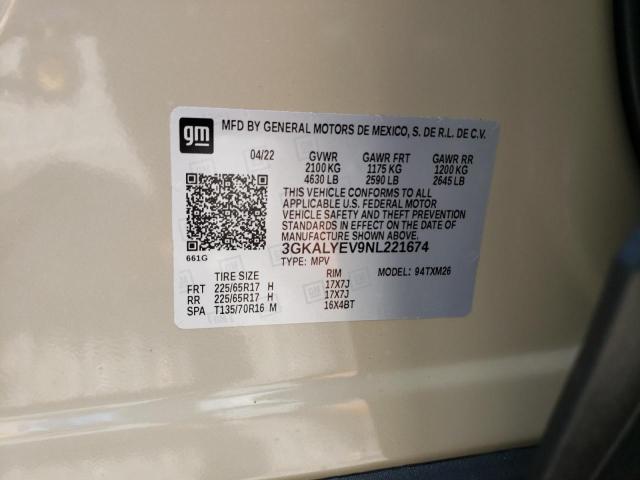 gm
MFD BY GENERAL MOTORS DE MEXICO, S. DE R.L. DE C.V.
04/22 GVWR GAWR FRT GAWR RR
2100 KG 1175 KG 1200 KG
4630 LB 2590 LB 2645 LB
THIS VEHICLE CONFORMS TO ALL
APPLICABLE U.S. FEDERAL MOTOR
VEHICLE SAFETY AND THEFT PREVENTION
STANDARDS IN EFFECT ON THE DATE
OF MANUFACTURE SHOWN ABOVE.
661G 3GKALYEV9NL221674
TYPE: MPV MODEL: 94TXM26
TIRE SIZE RIM
FRT 225/65R17 H 17X7J
RR 225/65R17 H 17X7J
SPA T135/70R16 M 16X4BT